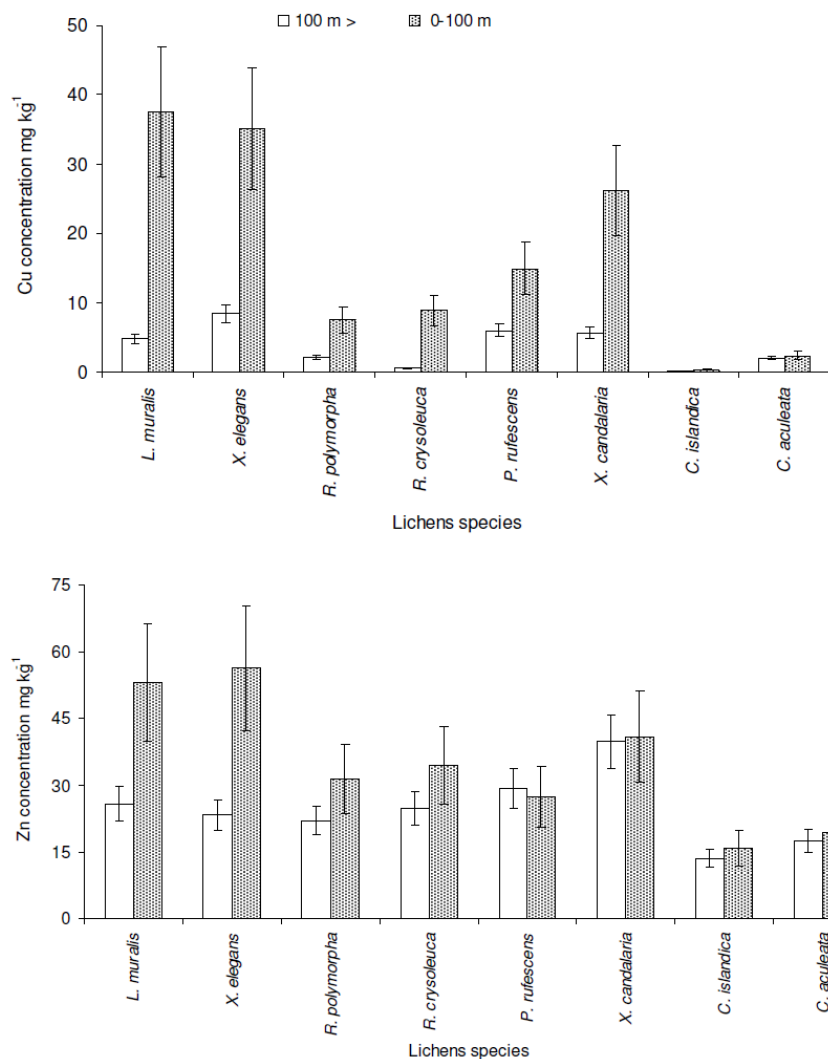 100 m > 0-100 m
Cu concentration mg kg⁻¹
50
40
30
20
10
0
L. muralis
X. elegans
R. polymorpha
R. crysoleuca
P. rufescens
X. candalaria
C. islandica
C. aculeata
Lichens species
Zn concentration mg kg⁻¹
75
60
45
30
15
0
L. muralis
X. elegans
R. polymorpha
R. crysoleuca
P. rufescens
X. candalaria
C. islandica
C. aculeata
Lichens species